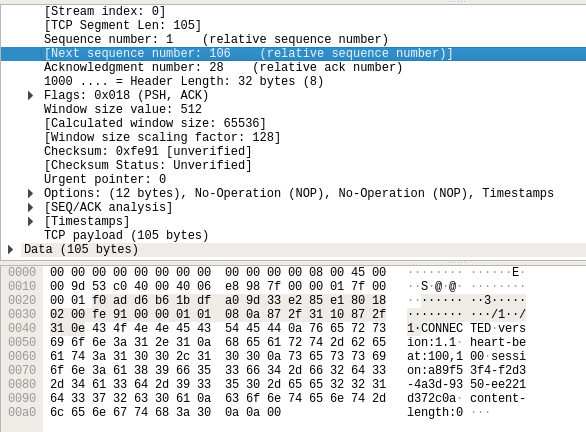 [Stream index: 0]
[TCP Segment Len: 105]
Sequence number: 1    (relative sequence number)
[Next sequence number: 106    (relative sequence number)]
Acknowledgment number: 28    (relative ack number)
1000 .... = Header Length: 32 bytes (8)
Flags: 0x018 (PSH, ACK)
Window size value: 512
[Calculated window size: 65536]
[Window size scaling factor: 128]
Checksum: 0xfe91 [unverified]
[Checksum Status: Unverified]
Urgent pointer: 0
Options: (12 bytes), No-Operation (NOP), No-Operation (NOP), Timestamps
[SEQ/ACK analysis]
[Timestamps]
TCP payload (105 bytes)
Data (105 bytes)
0000  00 00 00 00 00 00 00 00  00 00 00 00 08 00 45 00   ········ ······E·
0010  00 9d 53 c0 40 00 40 06  e8 98 7f 00 00 01 7f 00   ··S·@·@· ········
0020  00 01 f0 ad d6 b6 1b df  a0 9d 33 e2 85 e1 80 18   ········ ··3·····
0030  02 00 fe 91 00 00 01 01  08 0a 87 2f 31 10 87 2f   ········ ···/1··/
0040  31 0e 43 4f 4e 4e 45 43  54 45 44 0a 76 65 72 73   1·CONNEC TED·vers
0050  69 6f 6e 3a 31 2e 31 0a  68 65 61 72 74 2d 62 65   ion:1.1· heart-be
0060  61 74 3a 31 30 30 2c 31  30 30 0a 73 65 73 73 69   at:100,1 00·sessi
0070  6f 6e 3a 61 38 39 66 35  33 66 34 2d 66 32 64 33   on:a89f5 3f4-f2d3
0080  2d 34 61 33 64 2d 39 33  35 30 2d 65 65 32 32 31   -4a3d-93 50-ee221
0090  64 33 37 32 63 30 61 0a  63 6f 6e 74 65 6e 74 2d   d372c0a· content-
00a0  6c 65 6e 67 74 68 3a 30  0a 0a 00   length:0 ···